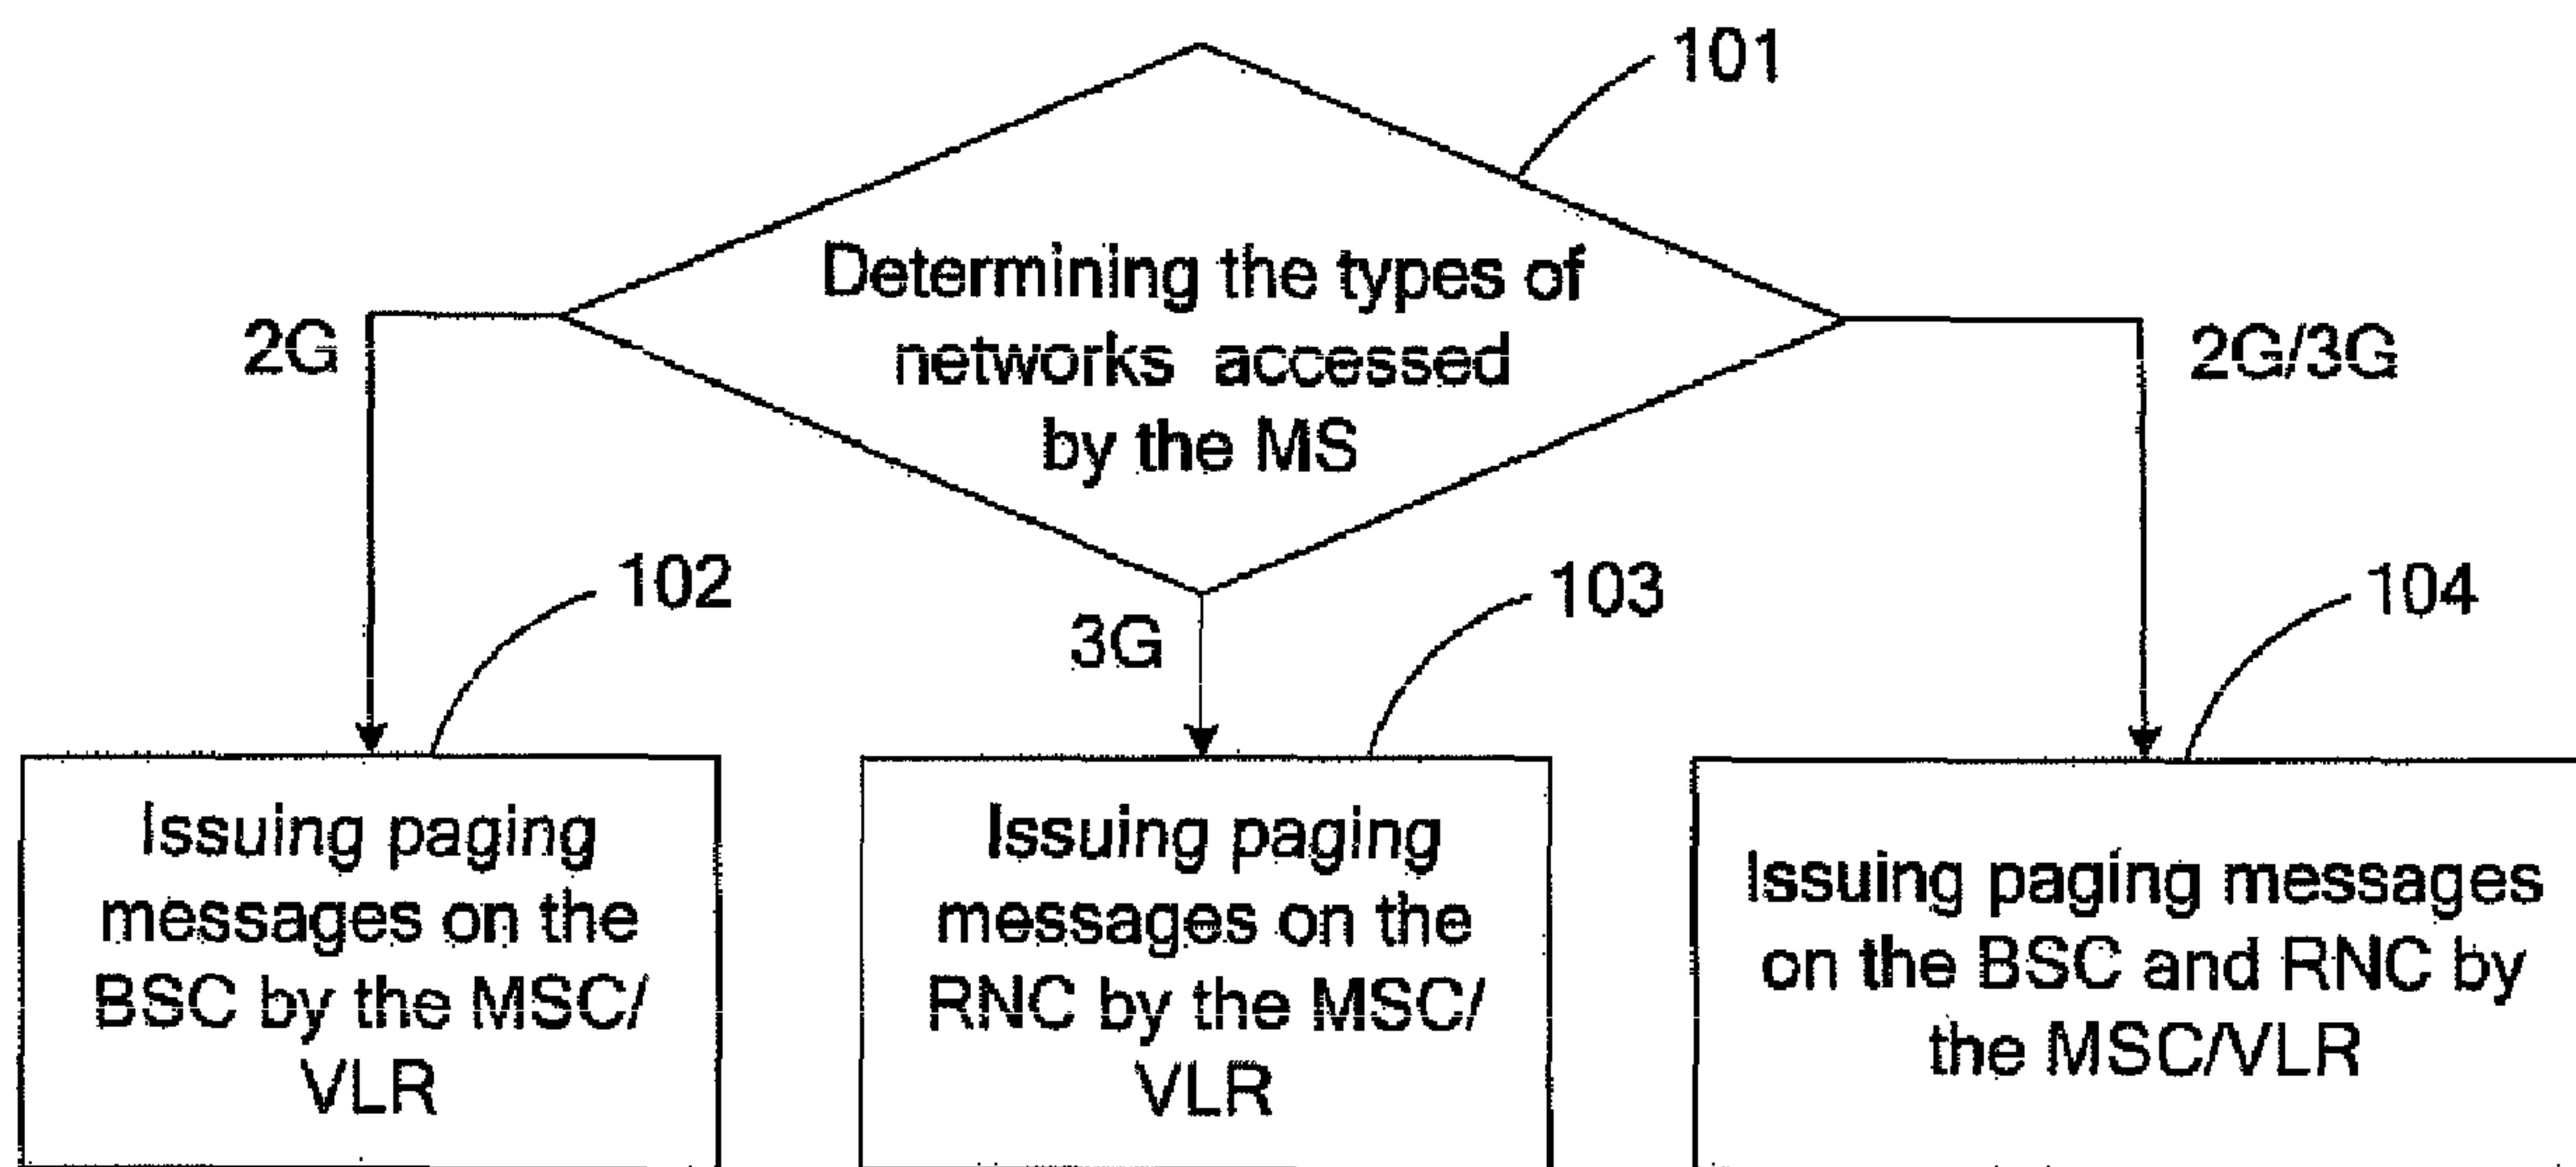 101
Determining the types of
networks accessed
by the MS
2G
2G/3G
3G
102
103
104
Issuing paging
messages on the
BSC by the MSC/
VLR
Issuing paging
messages on the
RNC by the MSC/
VLR
Issuing paging messages
on the BSC and RNC by
the MSC/VLR